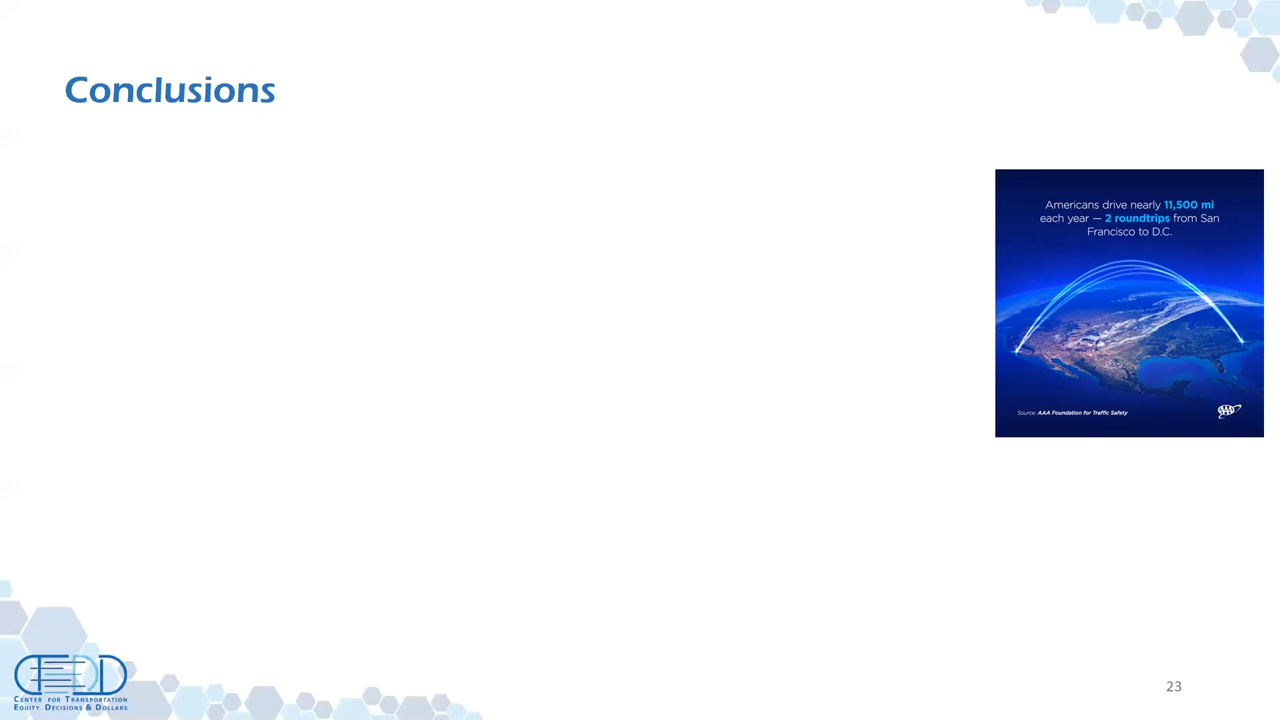 Conclusions
Americans drive nearly 11,500 mi
each year — 2 roundtrips from San
Francisco to D.C.
Source: AAA Foundation for Traffic Safety
AAA
CTEDD
CENTER FOR TRANSPORTATION
EQUITY, DECISIONS & DOLLARS
23